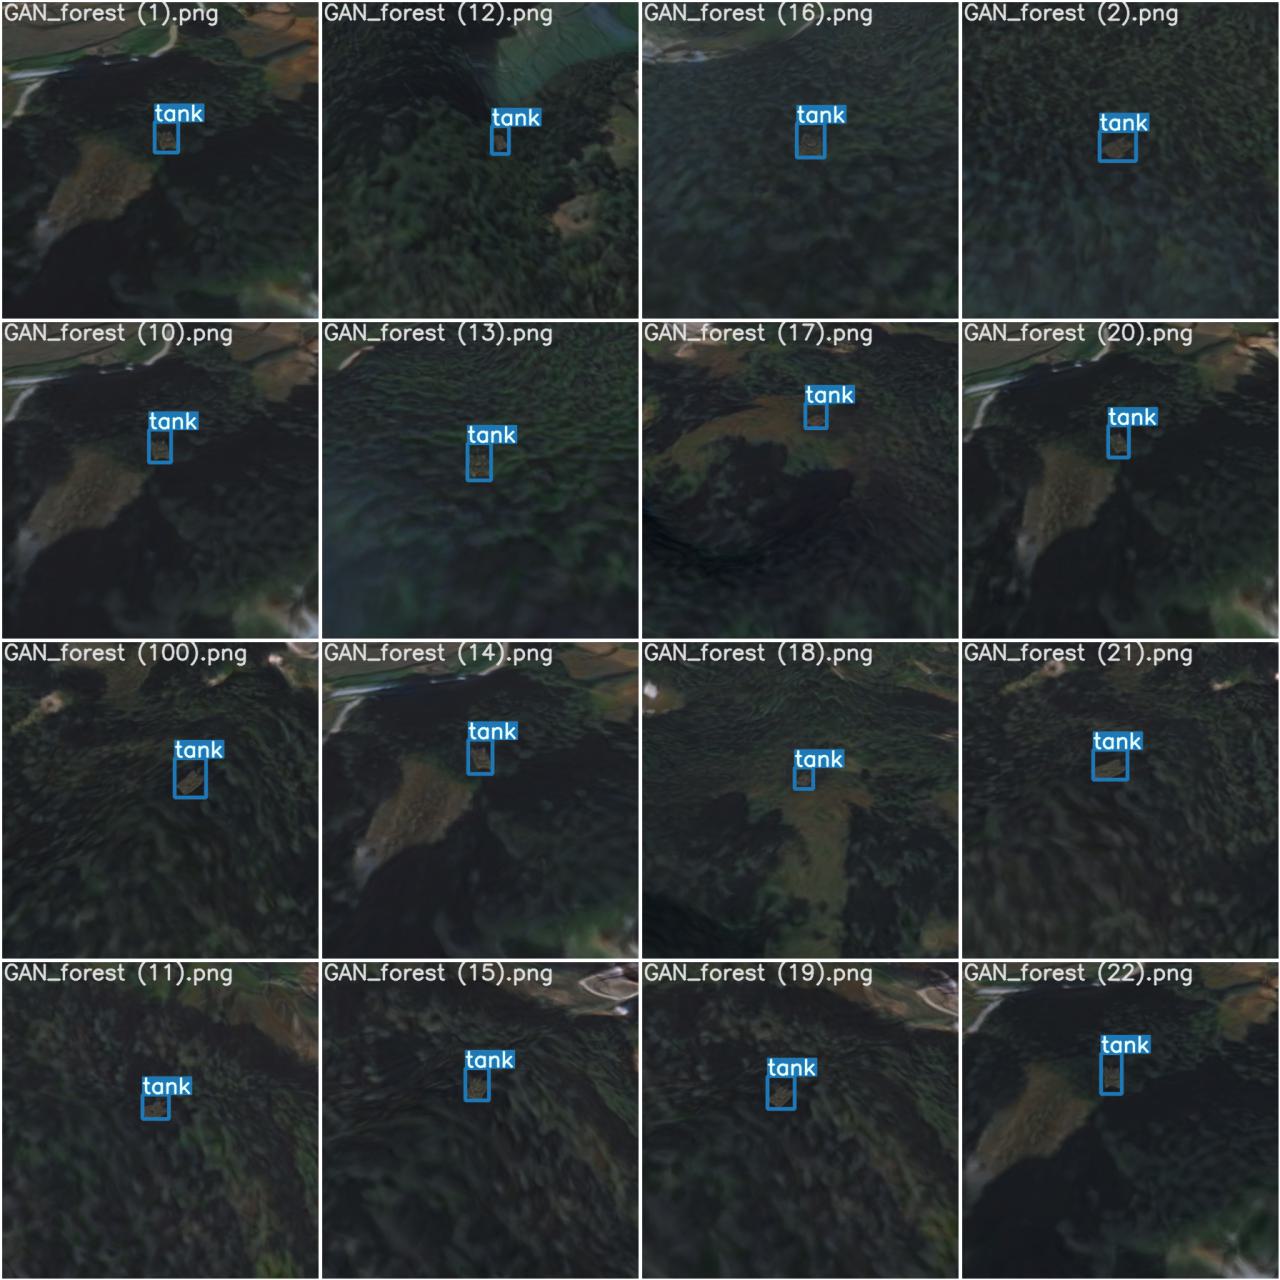 GAN_forest (1).png
GAN_forest (12).png
GAN_forest (16).png
GAN_forest (2).png
tank
tank
tank
tank
GAN_forest (10).png
GAN_forest (13).png
GAN_forest (17).png
GAN_forest (20).png
tank
tank
tank
tank
GAN_forest (100).png
GAN_forest (14).png
GAN_forest (18).png
GAN_forest (21).png
tank
tank
tank
tank
GAN_forest (11).png
GAN_forest (15).png
GAN_forest (19).png
GAN_forest (22).png
tank
tank
tank
tank